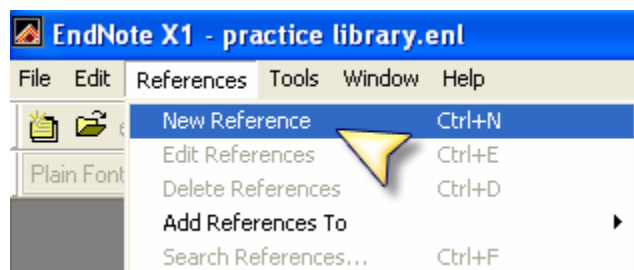 EndNote X1 - practice library.enl
File Edit References Tools Window Help
New Reference Ctrl+N
Edit References Ctrl+E
Plain Font
Delete References Ctrl+D
Add References To
Search References... Ctrl+F